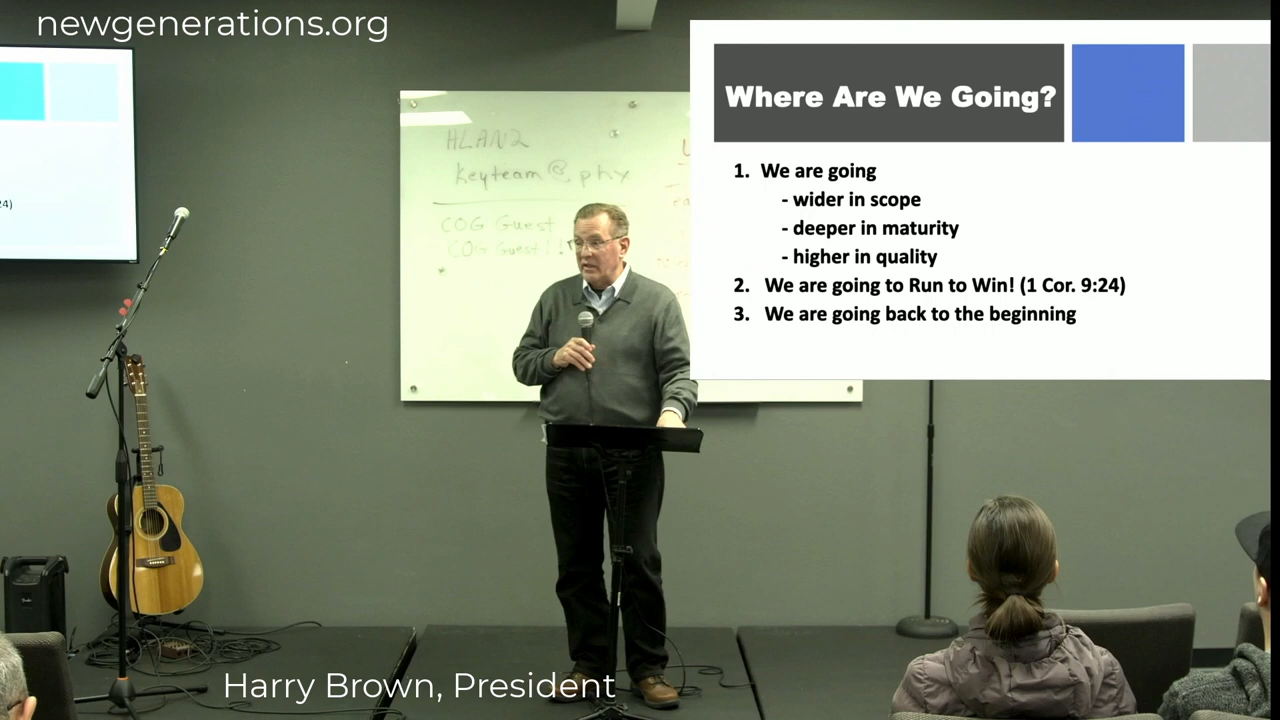 newgenerations.org
Where Are We Going?
1. We are going
- wider in scope
- deeper in maturity
- higher in quality
2. We are going to Run to Win! (1 Cor. 9:24)
3. We are going back to the beginning
24)
HLAN2
Keyteam@phx
COG Guest
COG Guest!!
Harry Brown, President